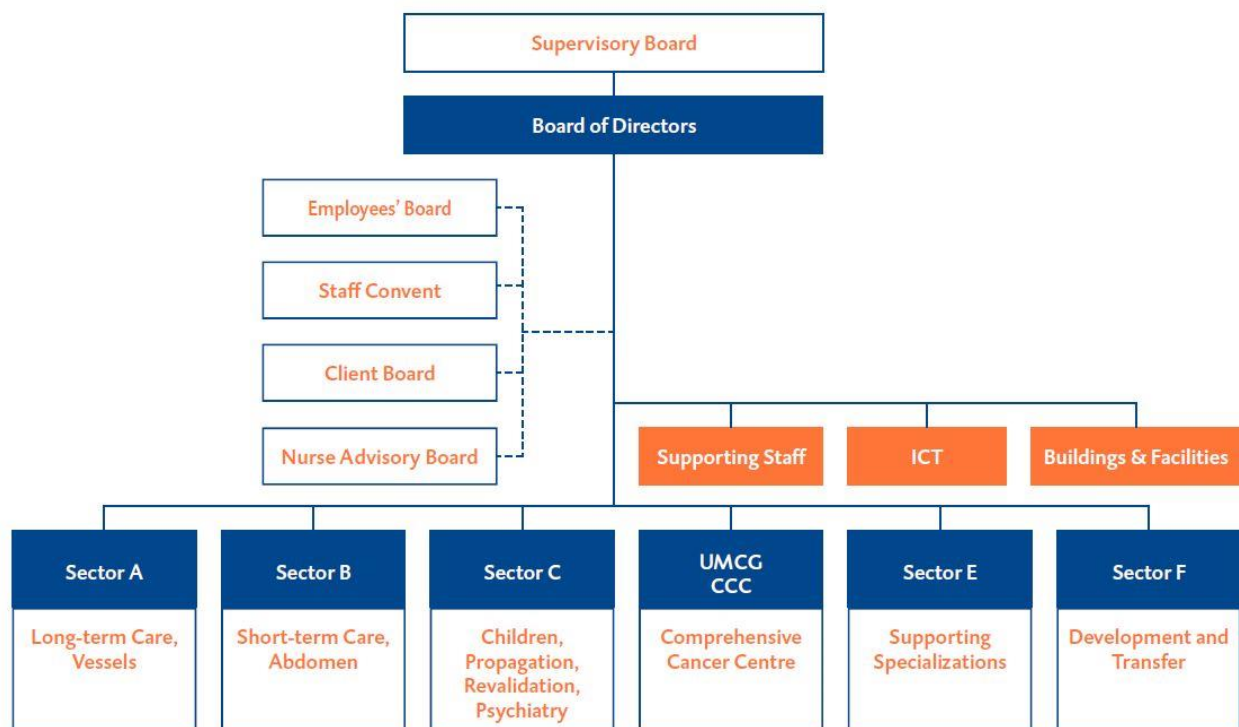 Supervisory Board
Board of Directors
Employees' Board
Staff Convent
Client Board
Nurse Advisory Board
Supporting Staff
ICT
Buildings & Facilities
Sector A
Long-term Care,
Vessels
Sector B
Short-term Care,
Abdomen
Sector C
Children,
Propagation,
Revalidation,
Psychiatry
UMCG
CCC
Comprehensive
Cancer Centre
Sector E
Supporting
Specializations
Sector F
Development and
Transfer